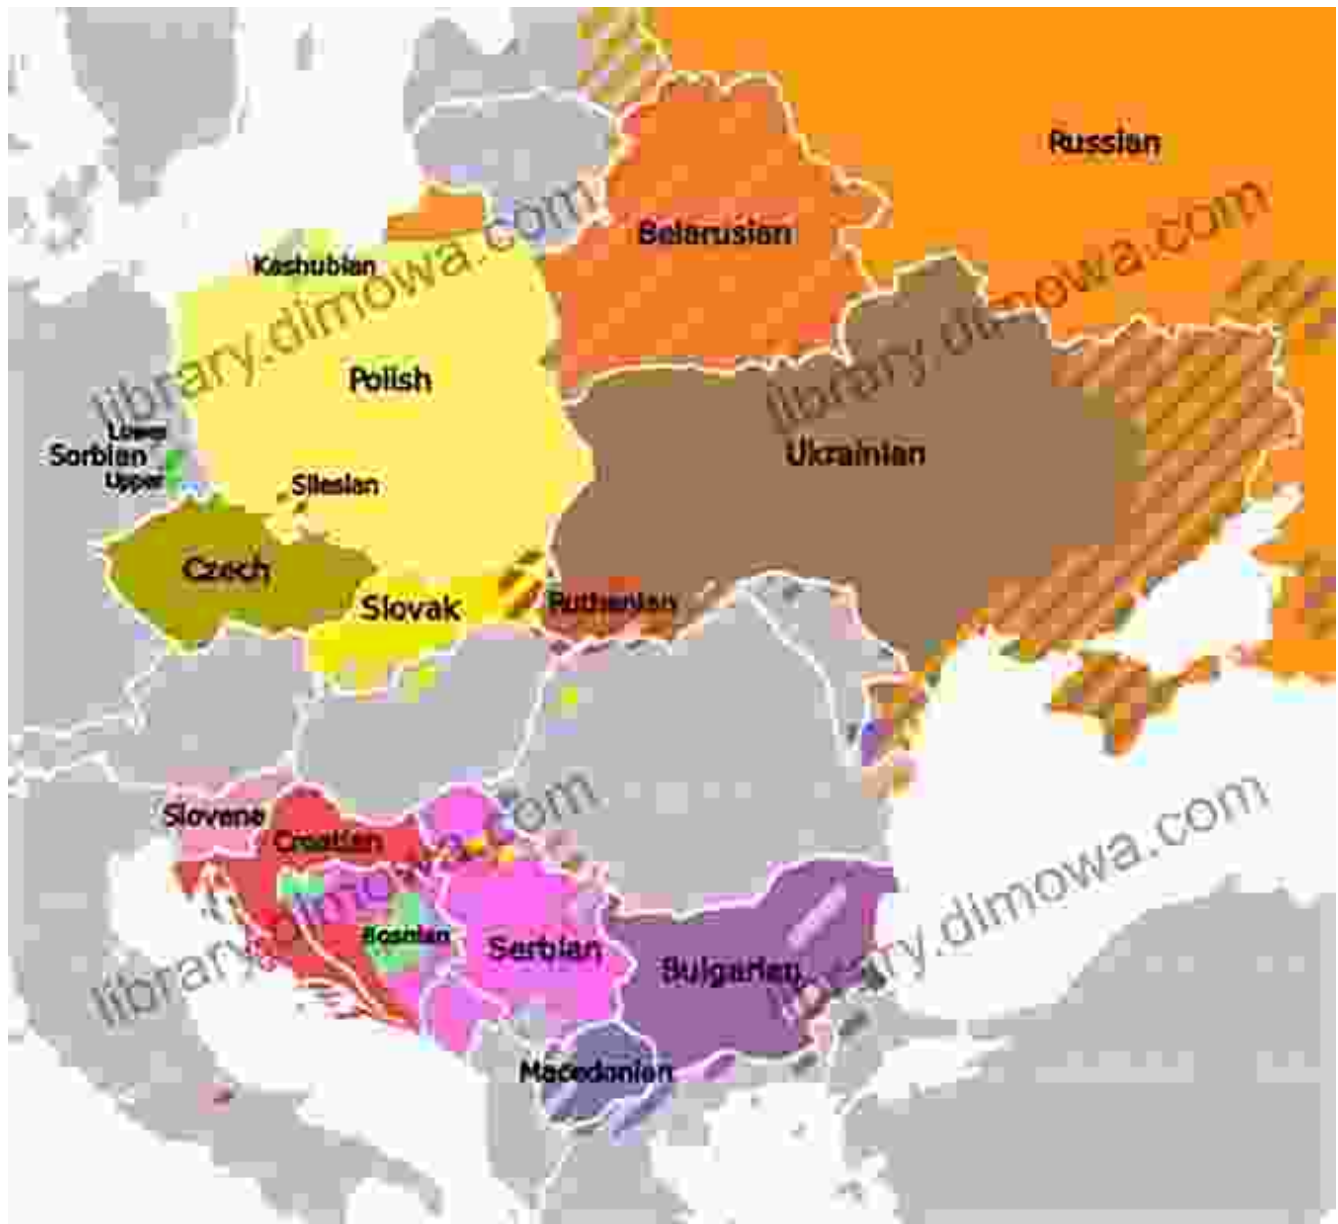 Russian
Belarusian
Kashubian
library.dimowa.com
library.dimowa.com
Polish
Lower
Sorbian
Upper
Ukrainian
Silesian
Czech
Slovak
Ruthenian
Slovene
Croatian
Bosnian
Serbian
Bulgarian
library.dimowa.com
library.dimowa.com
Macedonian